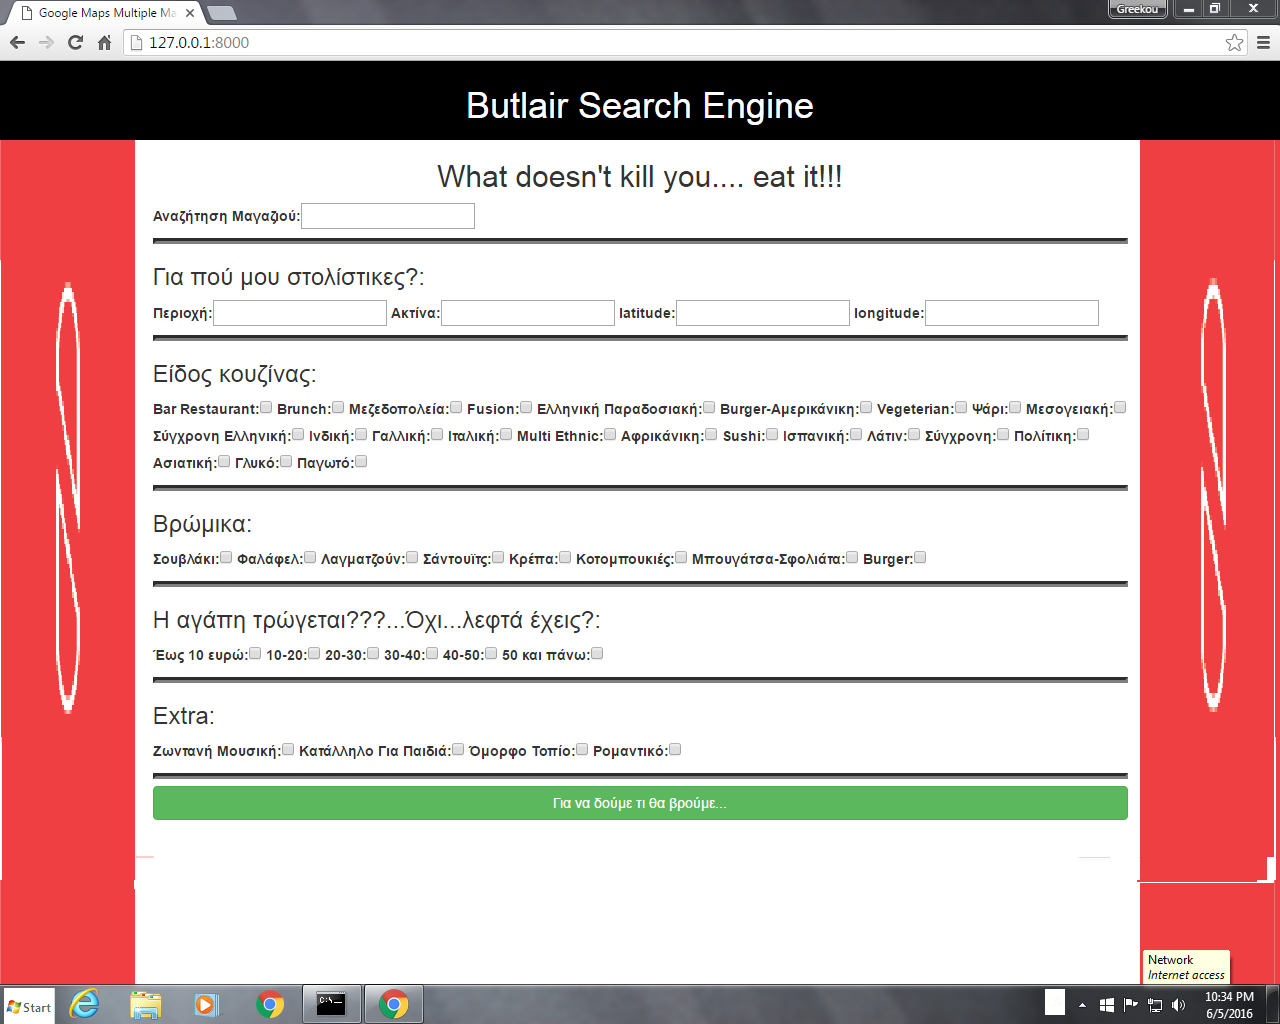 Google Maps Multiple Ma
Greekou
127.0.0.1:8000
Butlair Search Engine
What doesn't kill you.... eat it!!!
Αναζήτηση Μαγαζιού:
Για πού μου στολίστικες?:
Περιοχή: Ακτίνα: latitude: longitude:
Είδος κουζίνας:
Bar Restaurant: Brunch: Μεζεδοπολεία: Fusion: Ελληνική Παραδοσιακή: Burger-Αμερικάνικη: Vegeterian: Ψάρι: Μεσογειακή:
Σύγχρονη Ελληνική: Ινδική: Γαλλική: Ιταλική: Multi Ethnic: Αφρικάνικη: Sushi: Ισπανική: Λάτιν: Σύγχρονη: Πολίτικη:
Ασιατική: Γλυκό: Παγωτό:
Βρώμικα:
Σουβλάκι: Φαλάφελ: Λαγματζούν: Σάντουϊτς: Κρέπα: Κοτομπουκιές: Μπουγάτσα-Σφολιάτα: Burger:
Η αγάπη τρώγεται???...Όχι...λεφτά έχεις?:
Έως 10 ευρώ: 10-20: 20-30: 30-40: 40-50: 50 και πάνω:
Extra:
Ζωντανή Μουσική: Κατάλληλο Για Παιδιά: Όμορφο Τοπίο: Ρομαντικό:
Για να δούμε τι θα βρούμε...
Network
Internet access
Start
C:\_
10:34 PM
6/5/2016